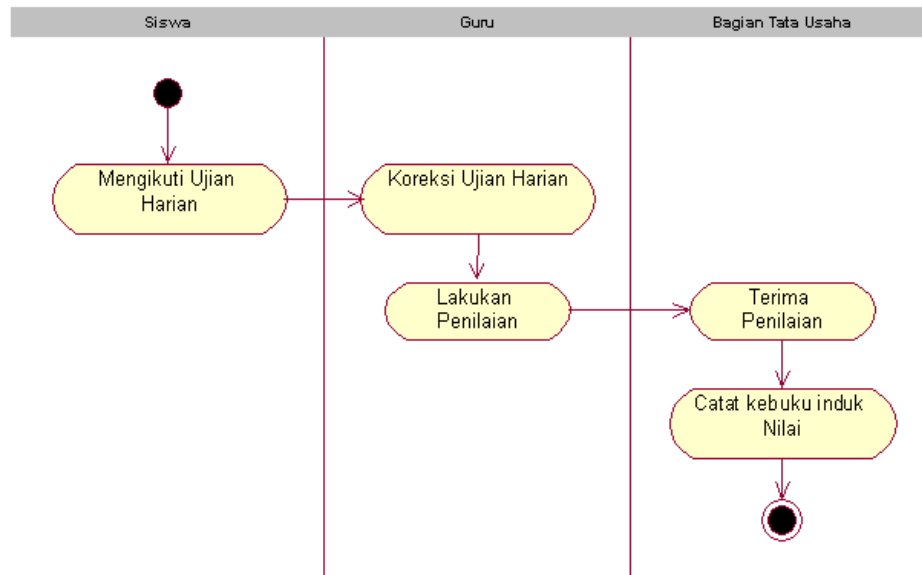 Siswa
Guru
Bagian Tata Usaha
Mengikuti Ujian
Harian
Koreksi Ujian Harian
Lakukan
Penilaian
Terima
Penilaian
Catat kebuku induk
Nilai